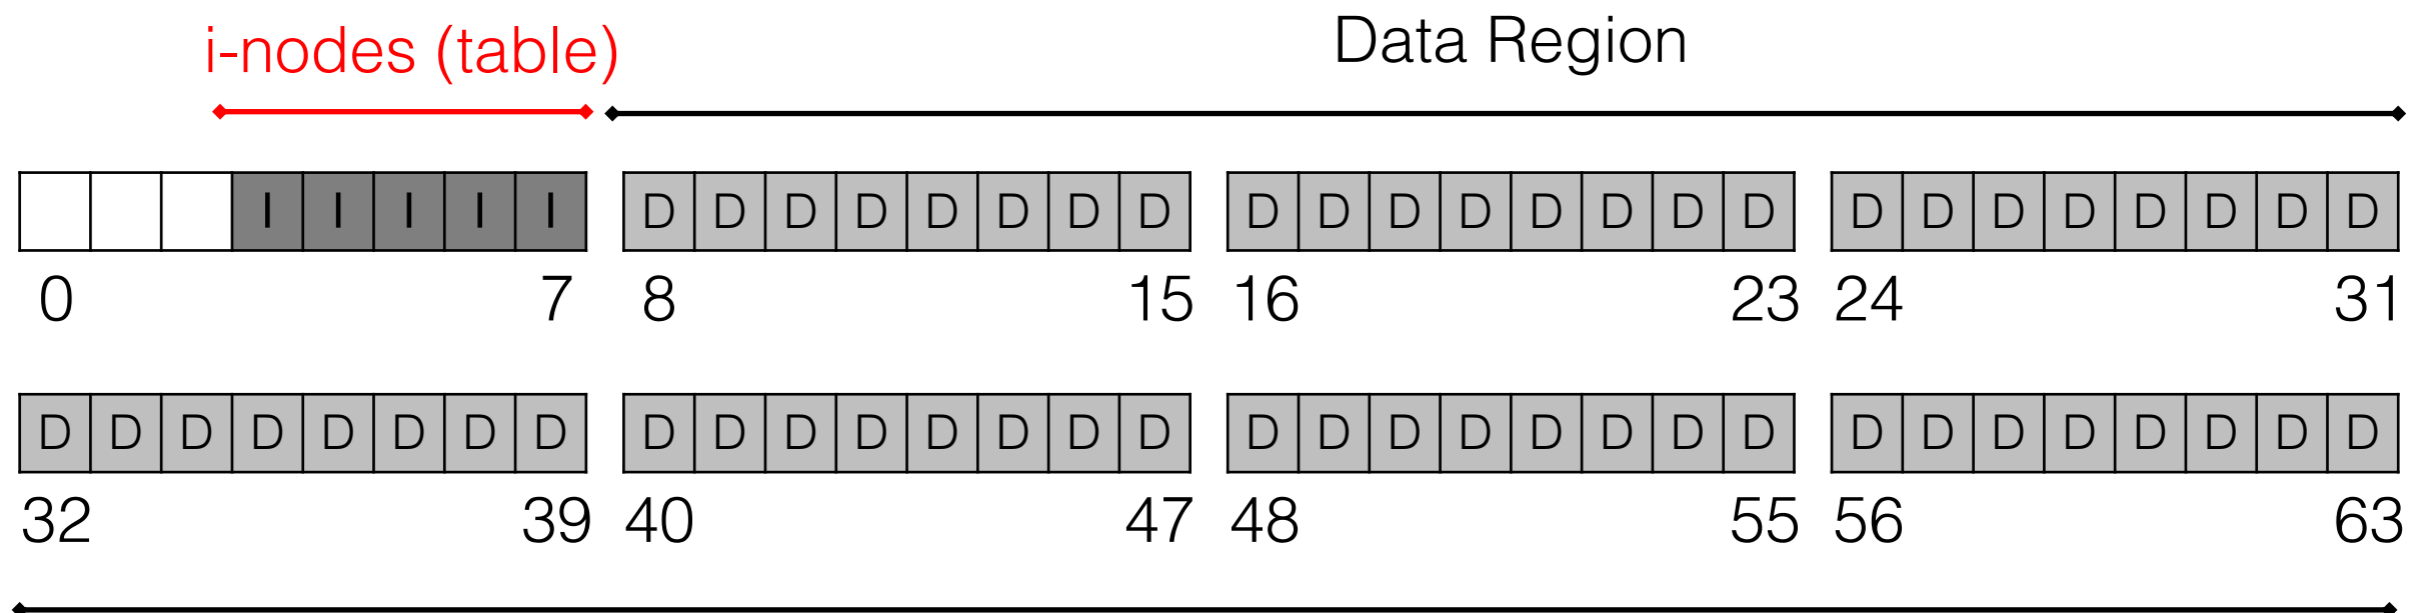 i-nodes (table) Data Region
I I I I I D D D D D D D D D D D D D D D D D D D D D D D D
0 7 8 15 16 23 24 31
D D D D D D D D D D D D D D D D D D D D D D D D D D D D D D D D
32 39 40 47 48 55 56 63